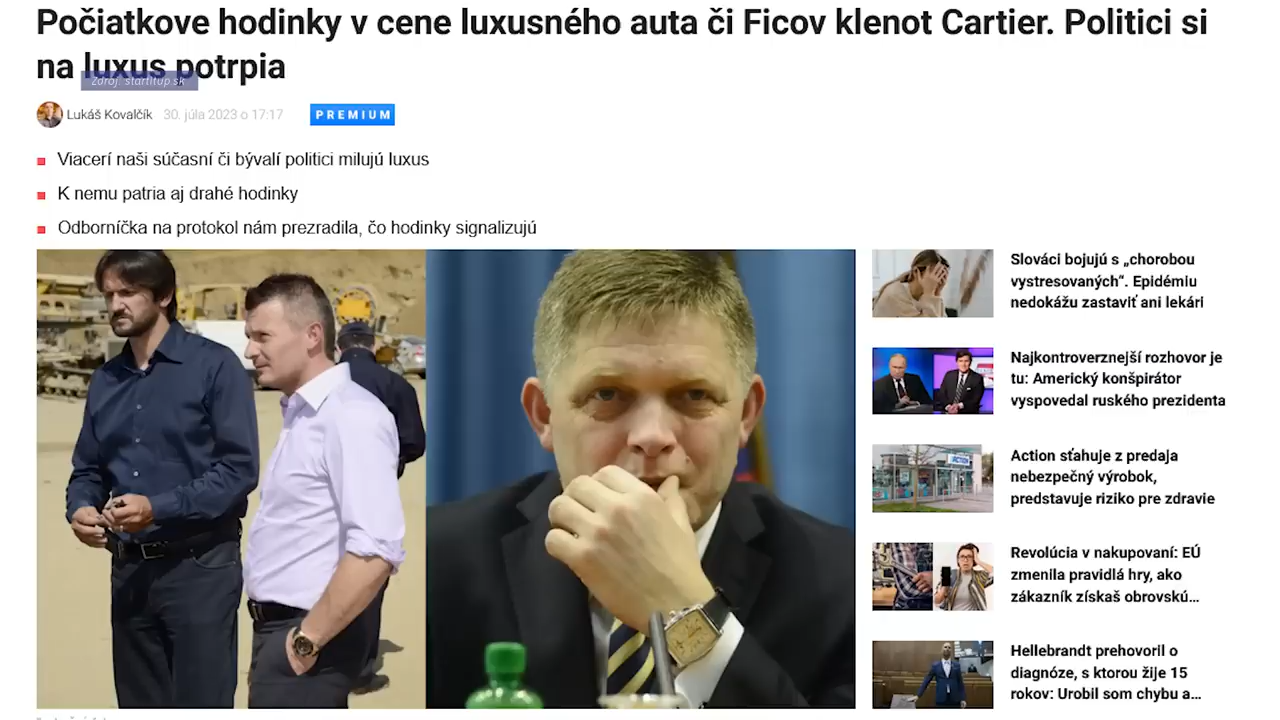 Počiatkove hodinky v cene luxusného auta či Ficov klenot Cartier. Politici si
na luxus potrpia
Zdroj: startitup.sk
Lukáš Kovalčík 30. júla 2023 o 17:17 PREMIUM
Viacerí naši súčasní či bývalí politici milujú luxus
K nemu patria aj drahé hodinky
Odborníčka na protokol nám prezradila, čo hodinky signalizujú
Slováci bojujú s „chorobou
vystresovaných“. Epidémiu
nedokážu zastaviť ani lekári
Najkontroverznejší rozhovor je
tu: Americký konšpirátor
vyspovedal ruského prezidenta
ACTION
Action sťahuje z predaja
nebezpečný výrobok,
predstavuje riziko pre zdravie
Revolúcia v nakupovaní: EÚ
zmenila pravidlá hry, ako
zákazník získaš obrovskú...
Hellebrandt prehovoril o
diagnóze, s ktorou žije 15
rokov: Urobil som chybu a...